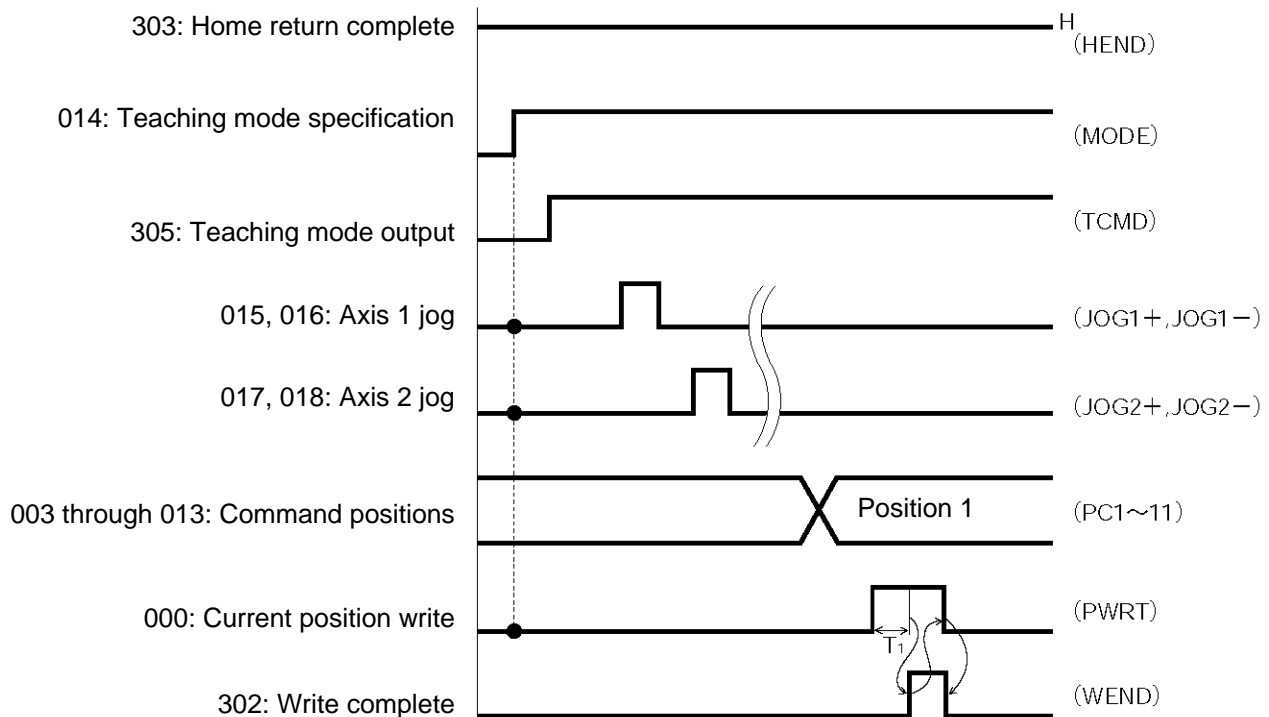 303: Home return complete
H
(HEND)
014: Teaching mode specification
(MODE)
305: Teaching mode output
(TCMD)
015, 016: Axis 1 jog
(JOG1+,JOG1−)
017, 018: Axis 2 jog
(JOG2+,JOG2−)
003 through 013: Command positions
Position 1
(PC1～11)
000: Current position write
T1
(PWRT)
302: Write complete
(WEND)